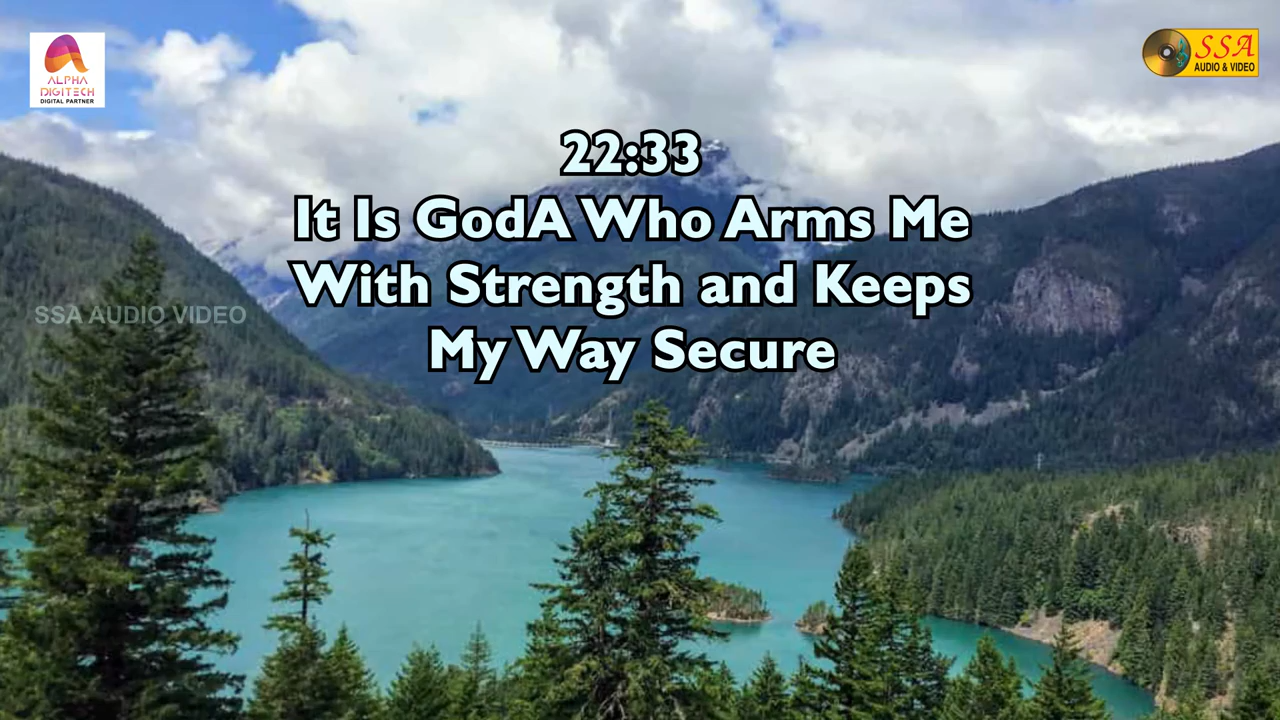 ALPHA
DIGITECH
DIGITAL PARTNER
SSA
AUDIO & VIDEO
22:33
It Is GodA Who Arms Me
With Strength and Keeps
My Way Secure
SSA AUDIO VIDEO